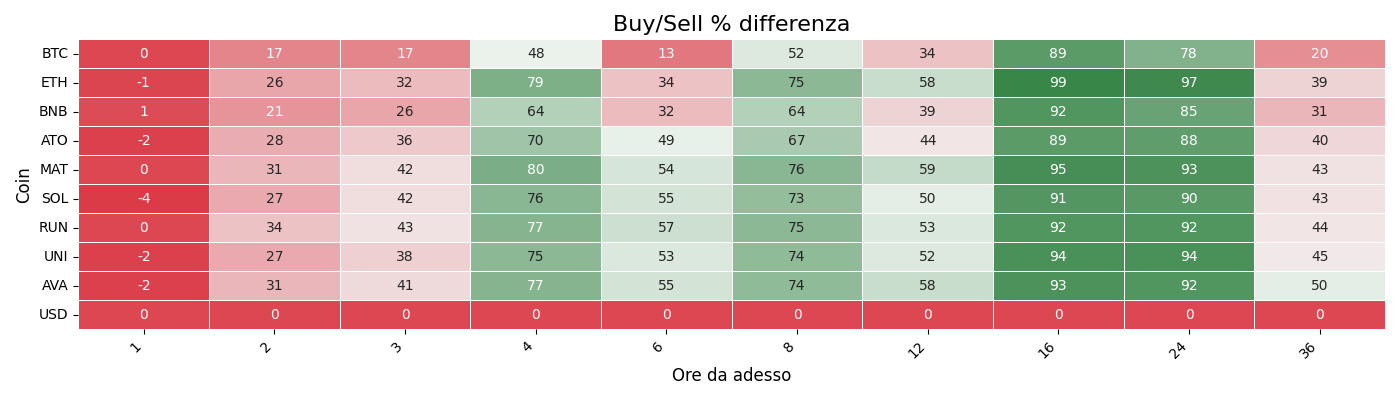 Buy/Sell % differenza
Coin
BTC 0 17 17 48 13 52 34 89 78 20
ETH -1 26 32 79 34 75 58 99 97 39
BNB 1 21 26 64 32 64 39 92 85 31
ATO -2 28 36 70 49 67 44 89 88 40
MAT 0 31 42 80 54 76 59 95 93 43
SOL -4 27 42 76 55 73 50 91 90 43
RUN 0 34 43 77 57 75 53 92 92 44
UNI -2 27 38 75 53 74 52 94 94 45
AVA -2 31 41 77 55 74 58 93 92 50
USD 0 0 0 0 0 0 0 0 0 0
1 2 3 4 6 8 12 16 24 36
Ore da adesso